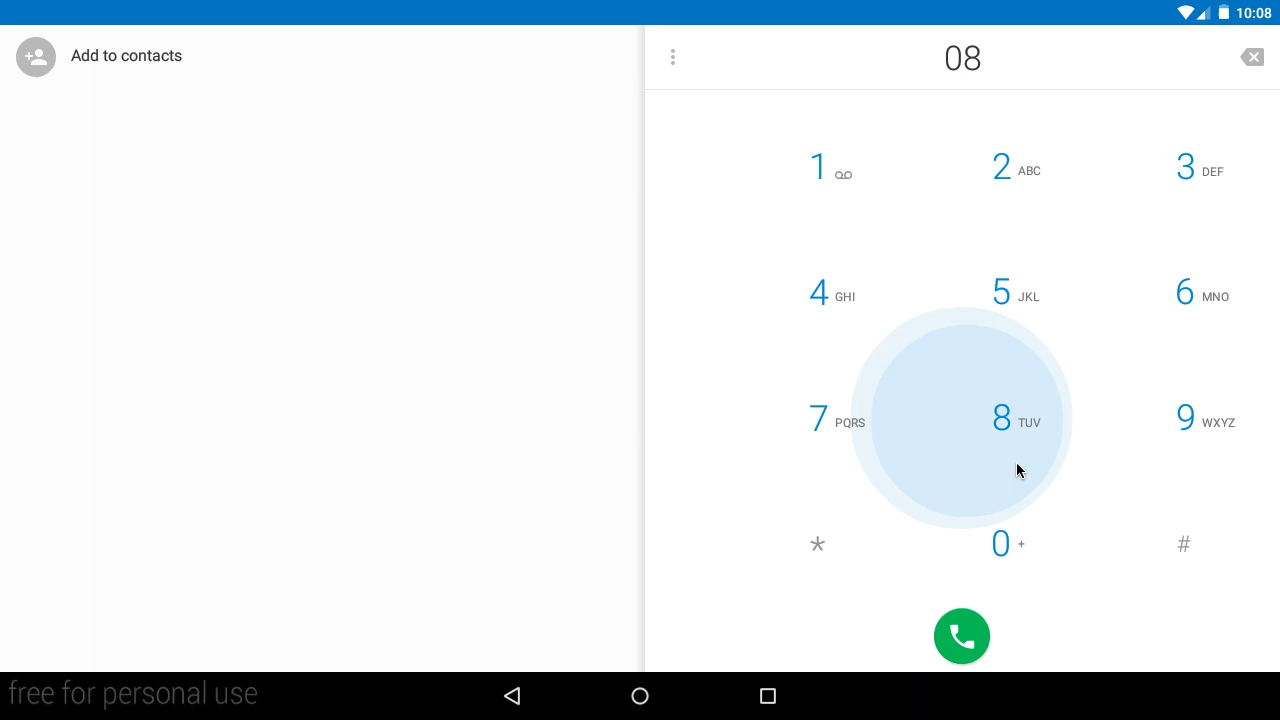 10:08
Add to contacts
08
1
2 ABC
3 DEF
4 GHI
5 JKL
6 MNO
7 PQRS
8 TUV
9 WXYZ
*
0 +
#
free for personal use